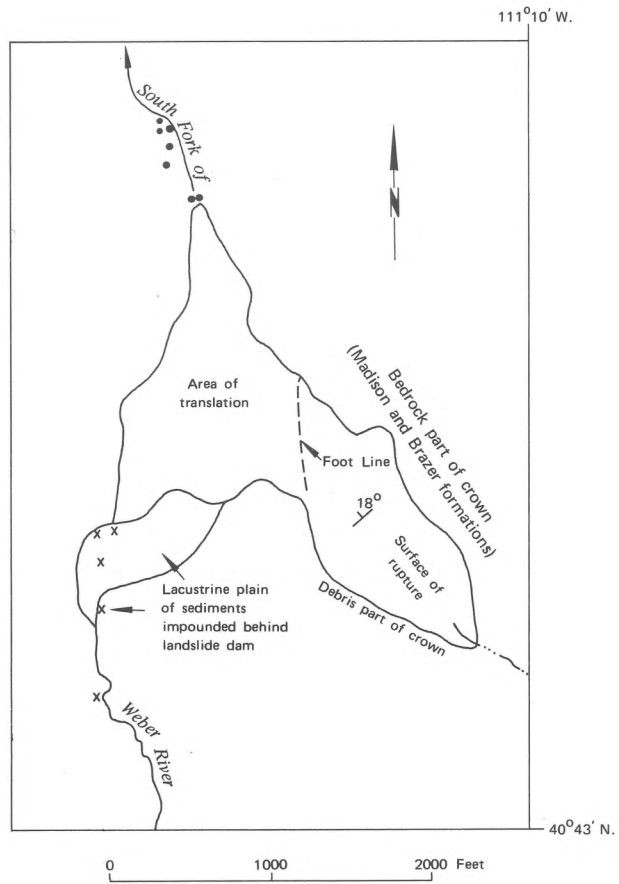 111°10' W.
South Fork of
N
Bedrock part of crown
(Madison and Brazer formations)
Area of
translation
Foot Line
18°
Surface of
rupture
Debris part of crown
x
x
x
x
Lacustrine plain
of sediments
impounded behind
landslide dam
x
Weber River
40°43' N.
0
1000
2000 Feet